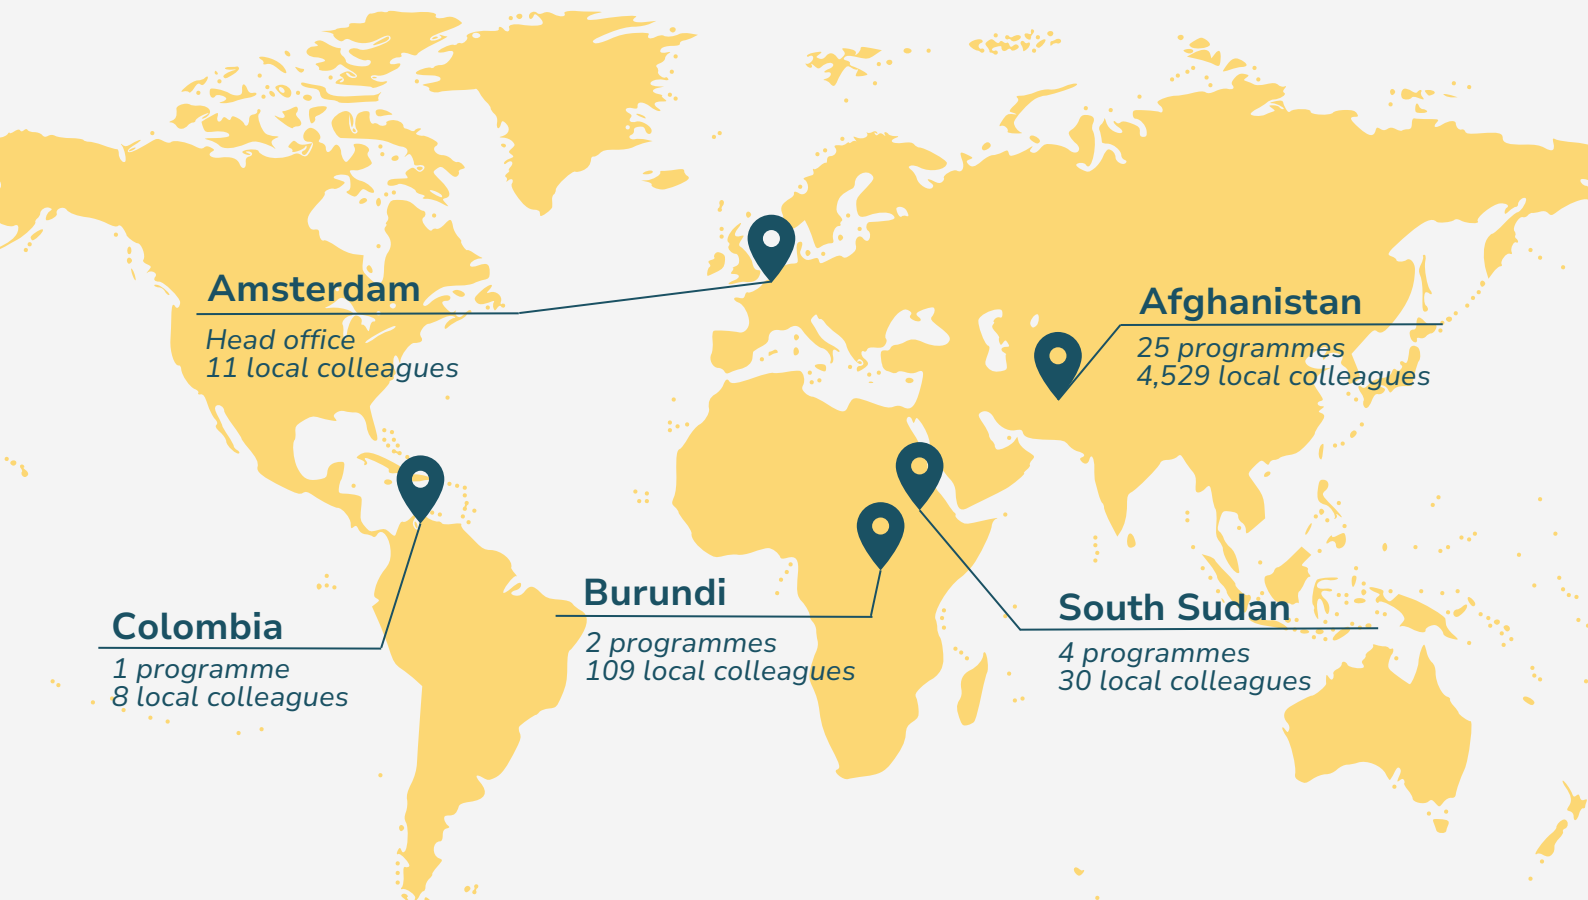 Amsterdam
Head office
11 local colleagues
Afghanistan
25 programmes
4,529 local colleagues
Colombia
1 programme
8 local colleagues
Burundi
2 programmes
109 local colleagues
South Sudan
4 programmes
30 local colleagues